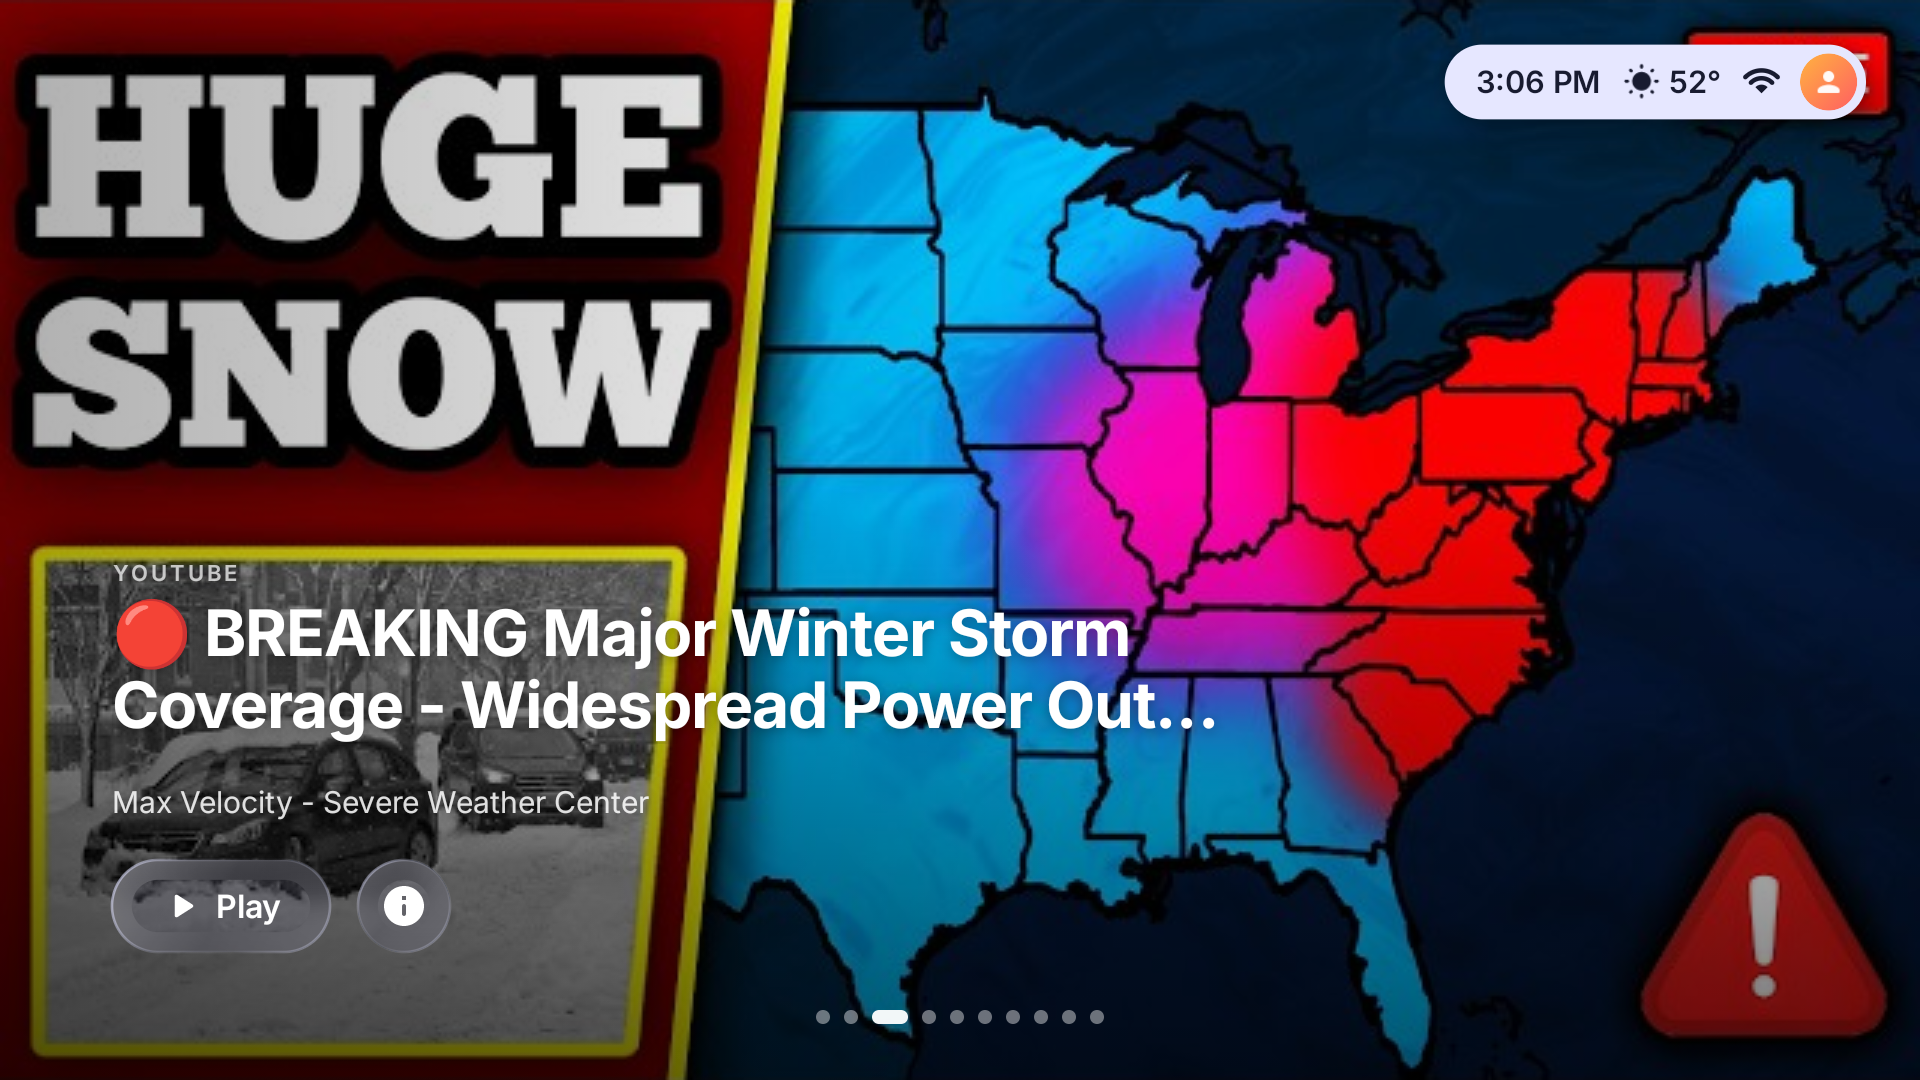 HUGE
SNOW
3:06 PM 52°
YOUTUBE
🔴 BREAKING Major Winter Storm
Coverage - Widespread Power Out...
Max Velocity - Severe Weather Center
Play